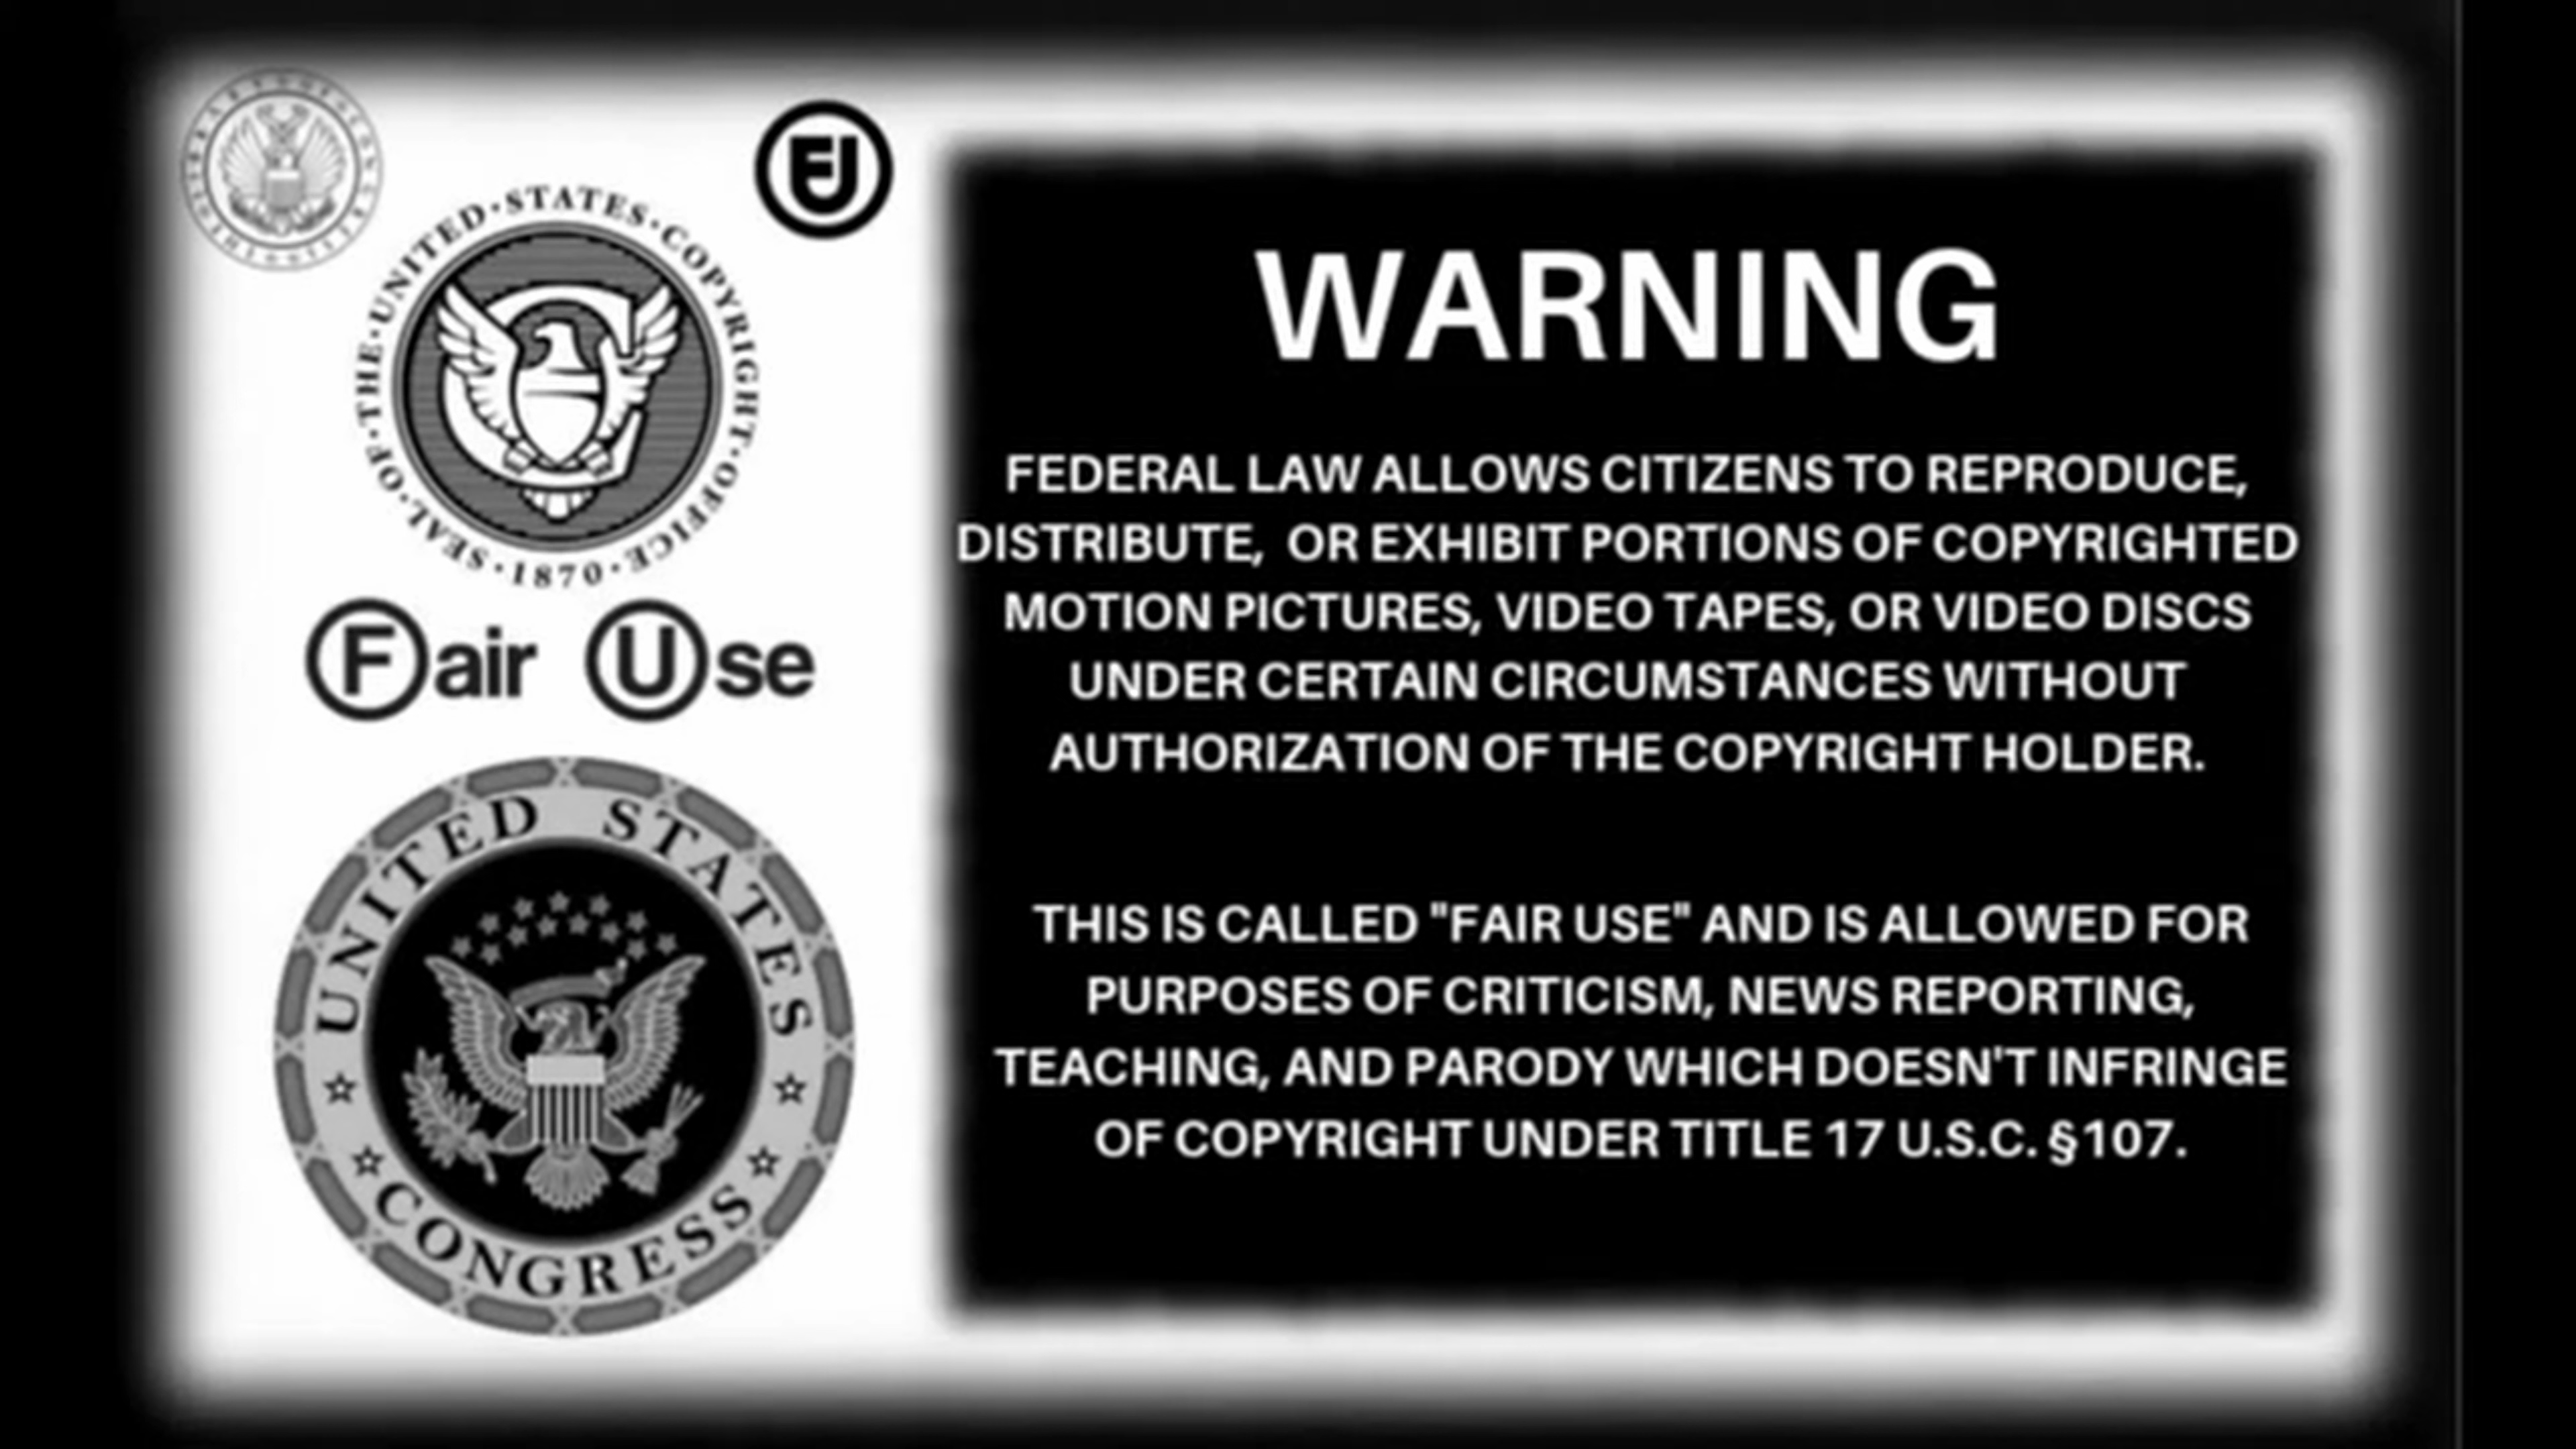 THE·UNITED·STATES·COPYRIGHT·OFFICE·
1870·SEAL·OF·
Fair Use
UNITED STATES
CONGRESS
WARNING
FEDERAL LAW ALLOWS CITIZENS TO REPRODUCE,
DISTRIBUTE, OR EXHIBIT PORTIONS OF COPYRIGHTED
MOTION PICTURES, VIDEO TAPES, OR VIDEO DISCS
UNDER CERTAIN CIRCUMSTANCES WITHOUT
AUTHORIZATION OF THE COPYRIGHT HOLDER.
THIS IS CALLED "FAIR USE" AND IS ALLOWED FOR
PURPOSES OF CRITICISM, NEWS REPORTING,
TEACHING, AND PARODY WHICH DOESN'T INFRINGE
OF COPYRIGHT UNDER TITLE 17 U.S.C. §107.